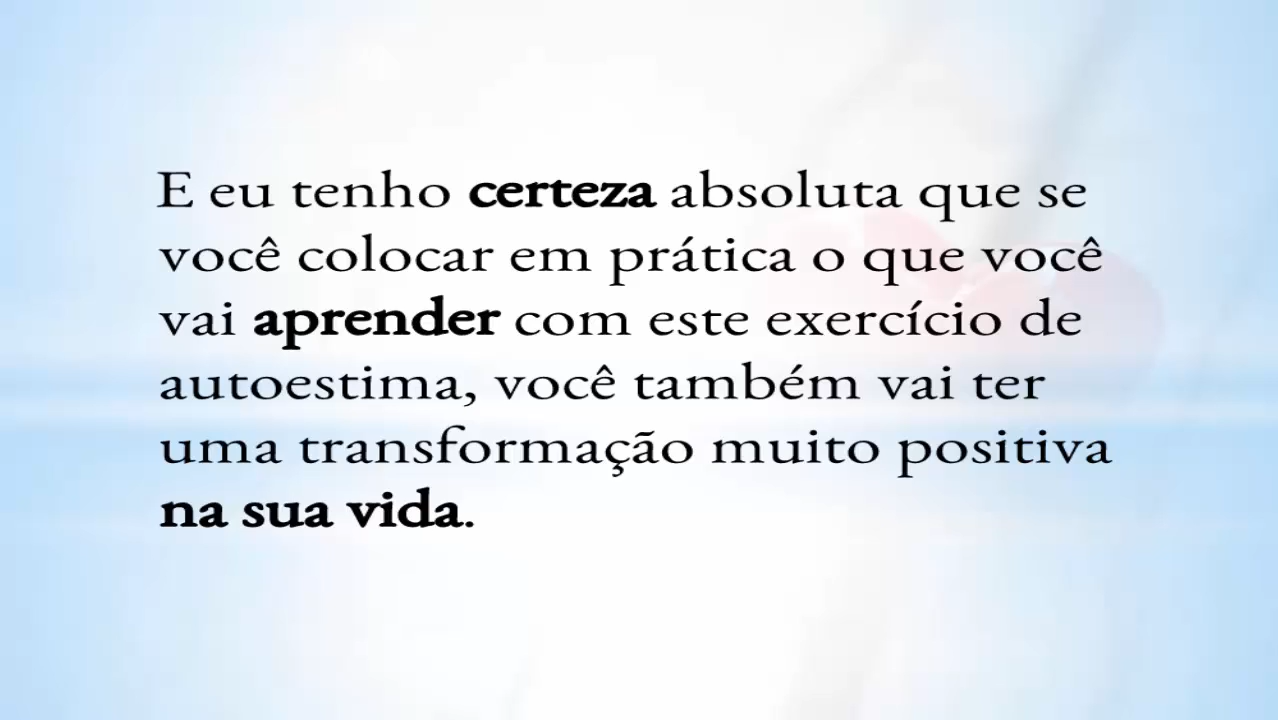 E eu tenho certeza absoluta que se
você colocar em prática o que você
vai aprender com este exercício de
autoestima, você também vai ter
uma transformação muito positiva
na sua vida.